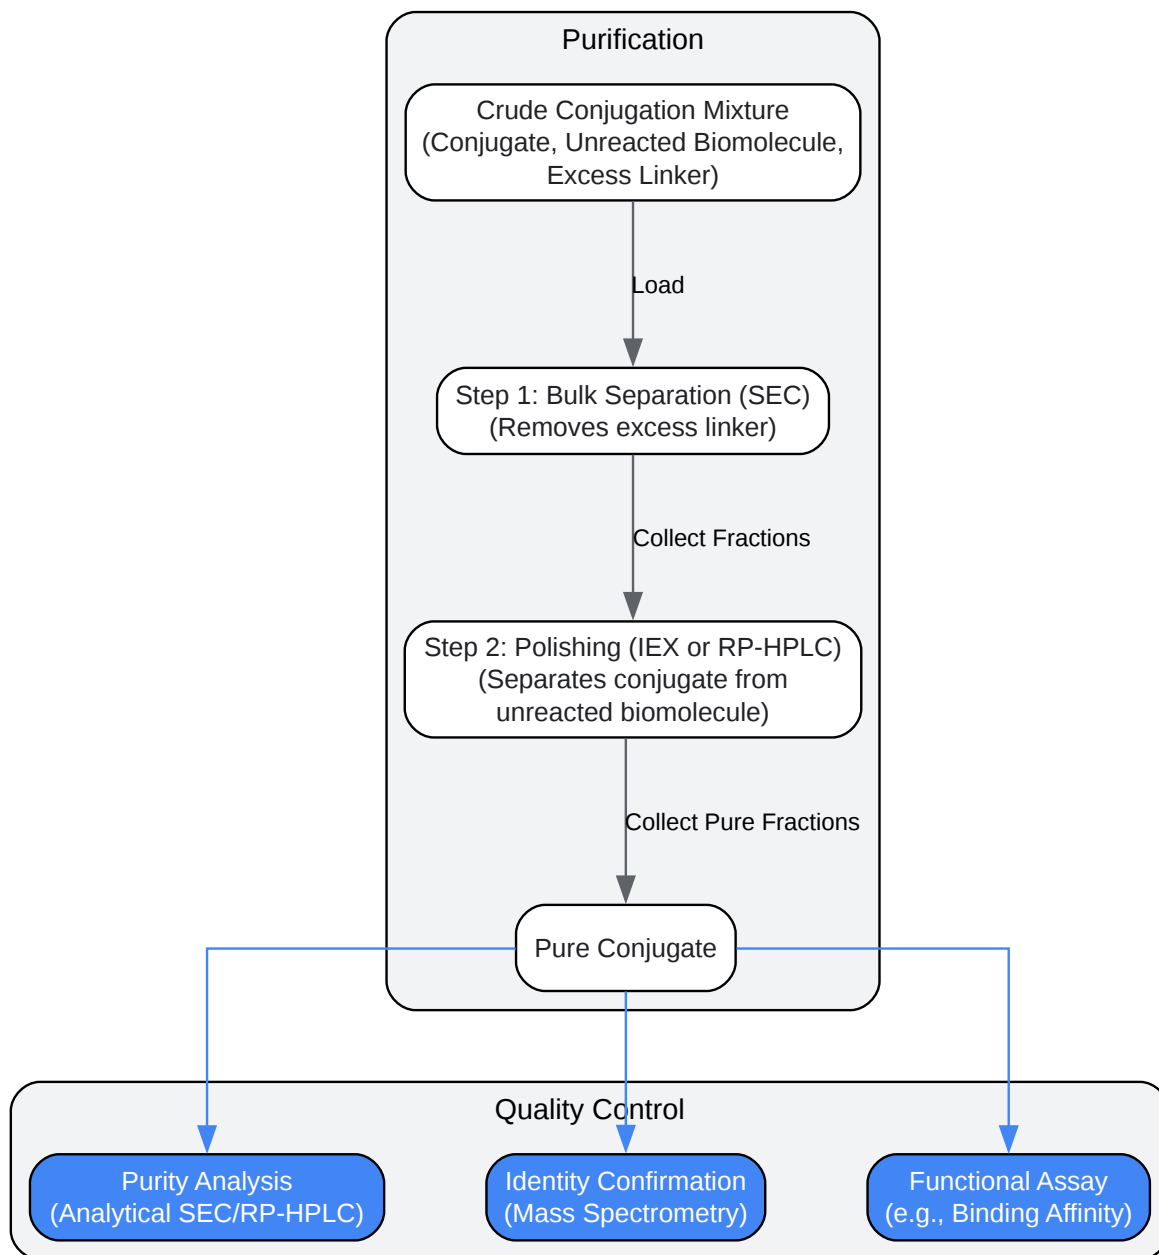 Purification
Crude Conjugation Mixture
(Conjugate, Unreacted Biomolecule,
Excess Linker)
Load
Step 1: Bulk Separation (SEC)
(Removes excess linker)
Collect Fractions
Step 2: Polishing (IEX or RP-HPLC)
(Separates conjugate from
unreacted biomolecule)
Collect Pure Fractions
Pure Conjugate
Quality Control
Purity Analysis
(Analytical SEC/RP-HPLC)
Identity Confirmation
(Mass Spectrometry)
Functional Assay
(e.g., Binding Affinity)